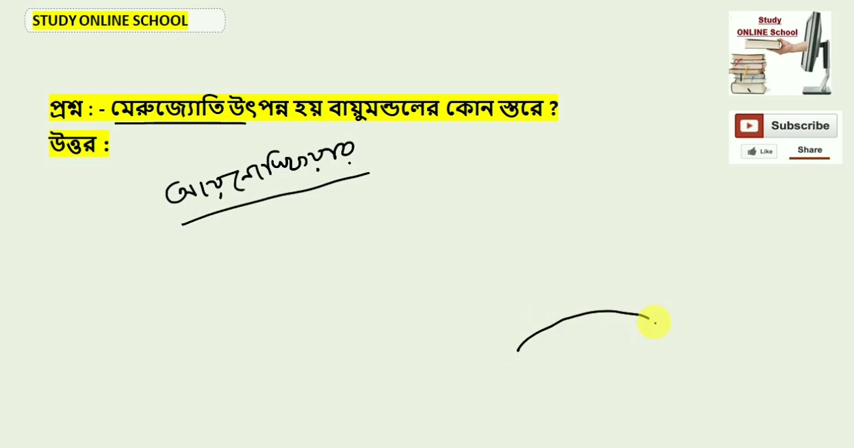 STUDY ONLINE SCHOOL
Study
ONLINE School
প্রশ্ন : - মেরুজ্যোতি উৎপন্ন হয় বায়ুমন্ডলের কোন স্তরে ?
উত্তর :
আয়নোস্ফিয়ার
Subscribe
Like
Share